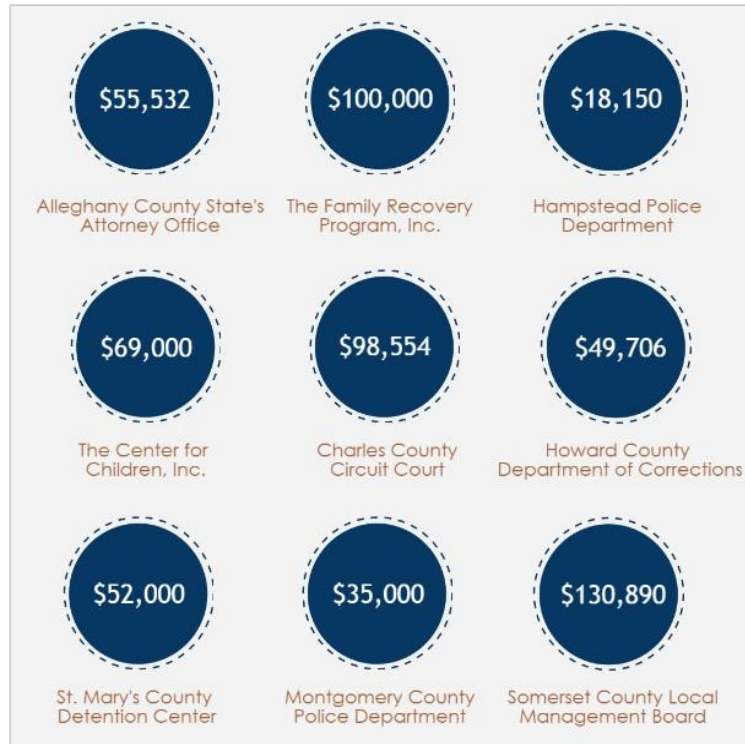 $55,532
Alleghany County State's
Attorney Office
$100,000
The Family Recovery
Program, Inc.
$18,150
Hampstead Police
Department
$69,000
The Center for
Children, Inc.
$98,554
Charles County
Circuit Court
$49,706
Howard County
Department of Corrections
$52,000
St. Mary's County
Detention Center
$35,000
Montgomery County
Police Department
$130,890
Somerset County Local
Management Board